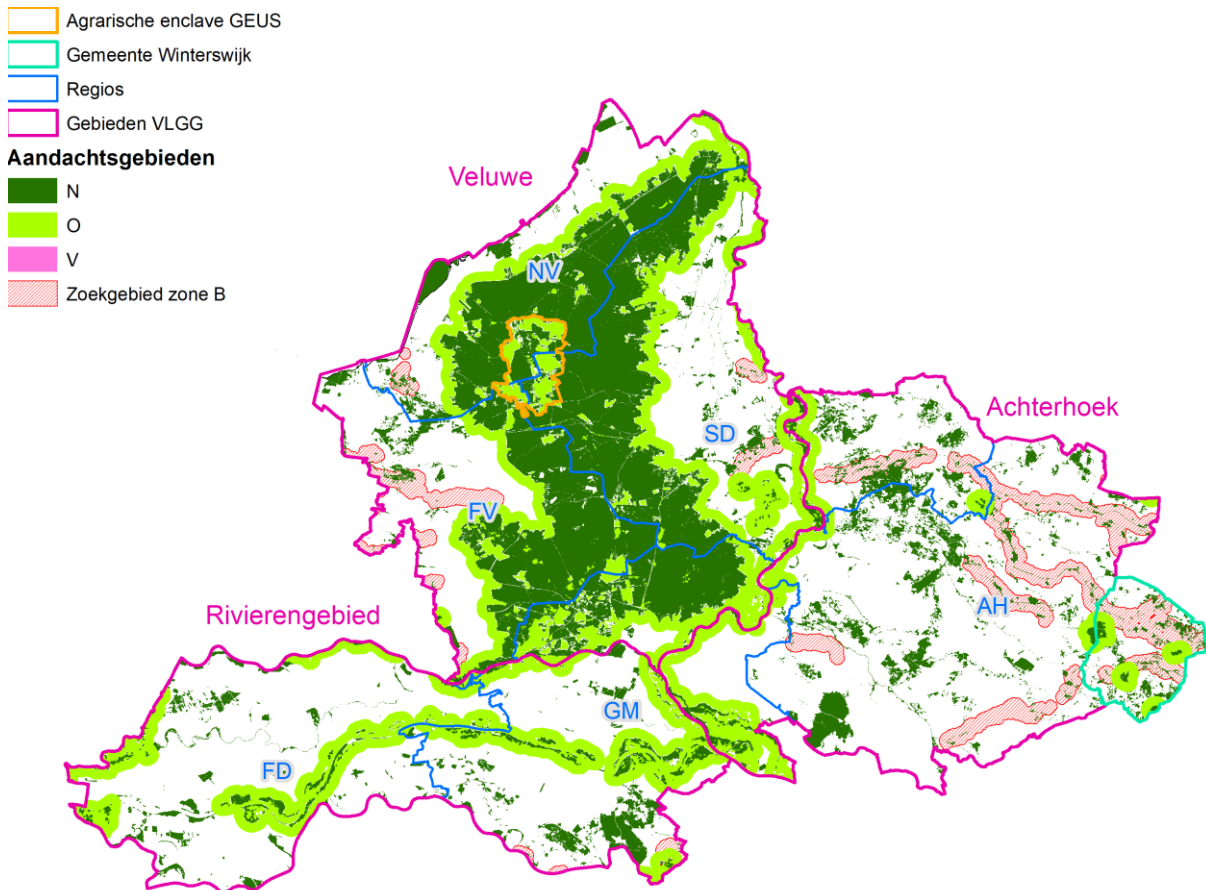 Agrarische enclave GEUS
Gemeente Winterswijk
Regios
Gebieden VLGG
Aandachtsgebieden
N
O
V
Zoekgebied zone B
Veluwe
NV
Achterhoek
SD
FV
AH
Rivierengebied
GM
FD